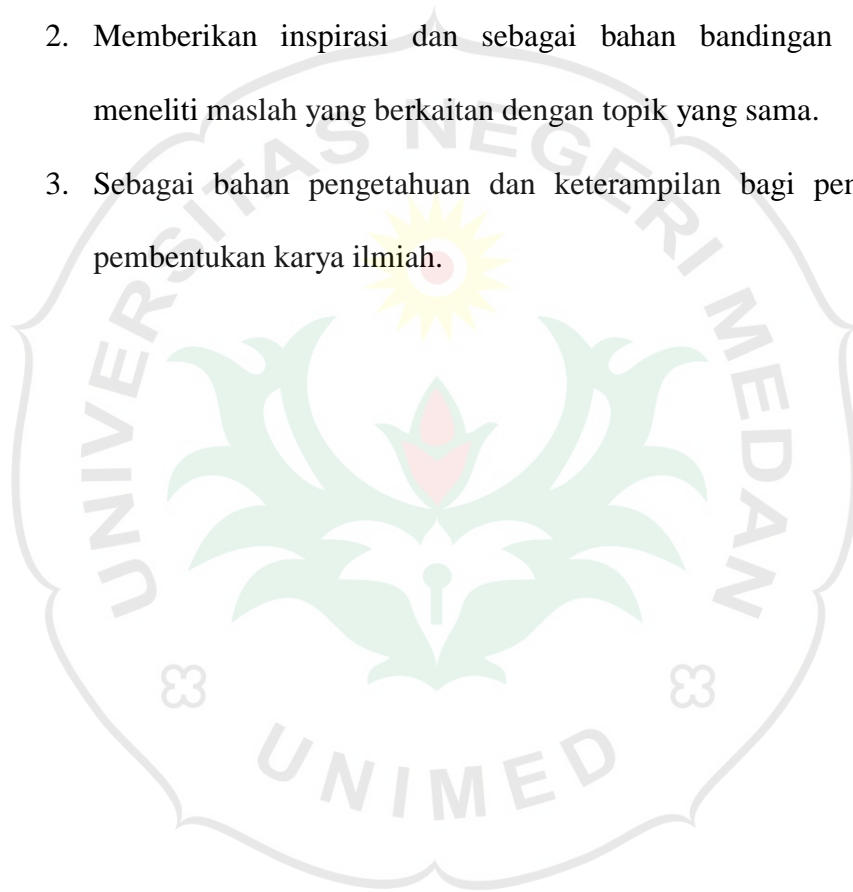 2. Memberikan inspirasi dan sebagai bahan bandingan
meneliti maslah yang berkaitan dengan topik yang sama.
3. Sebagai bahan pengetahuan dan keterampilan bagi
pembentukan karya ilmiah.
UNIVERSITAS NEGERI MEDAN
UNIMED